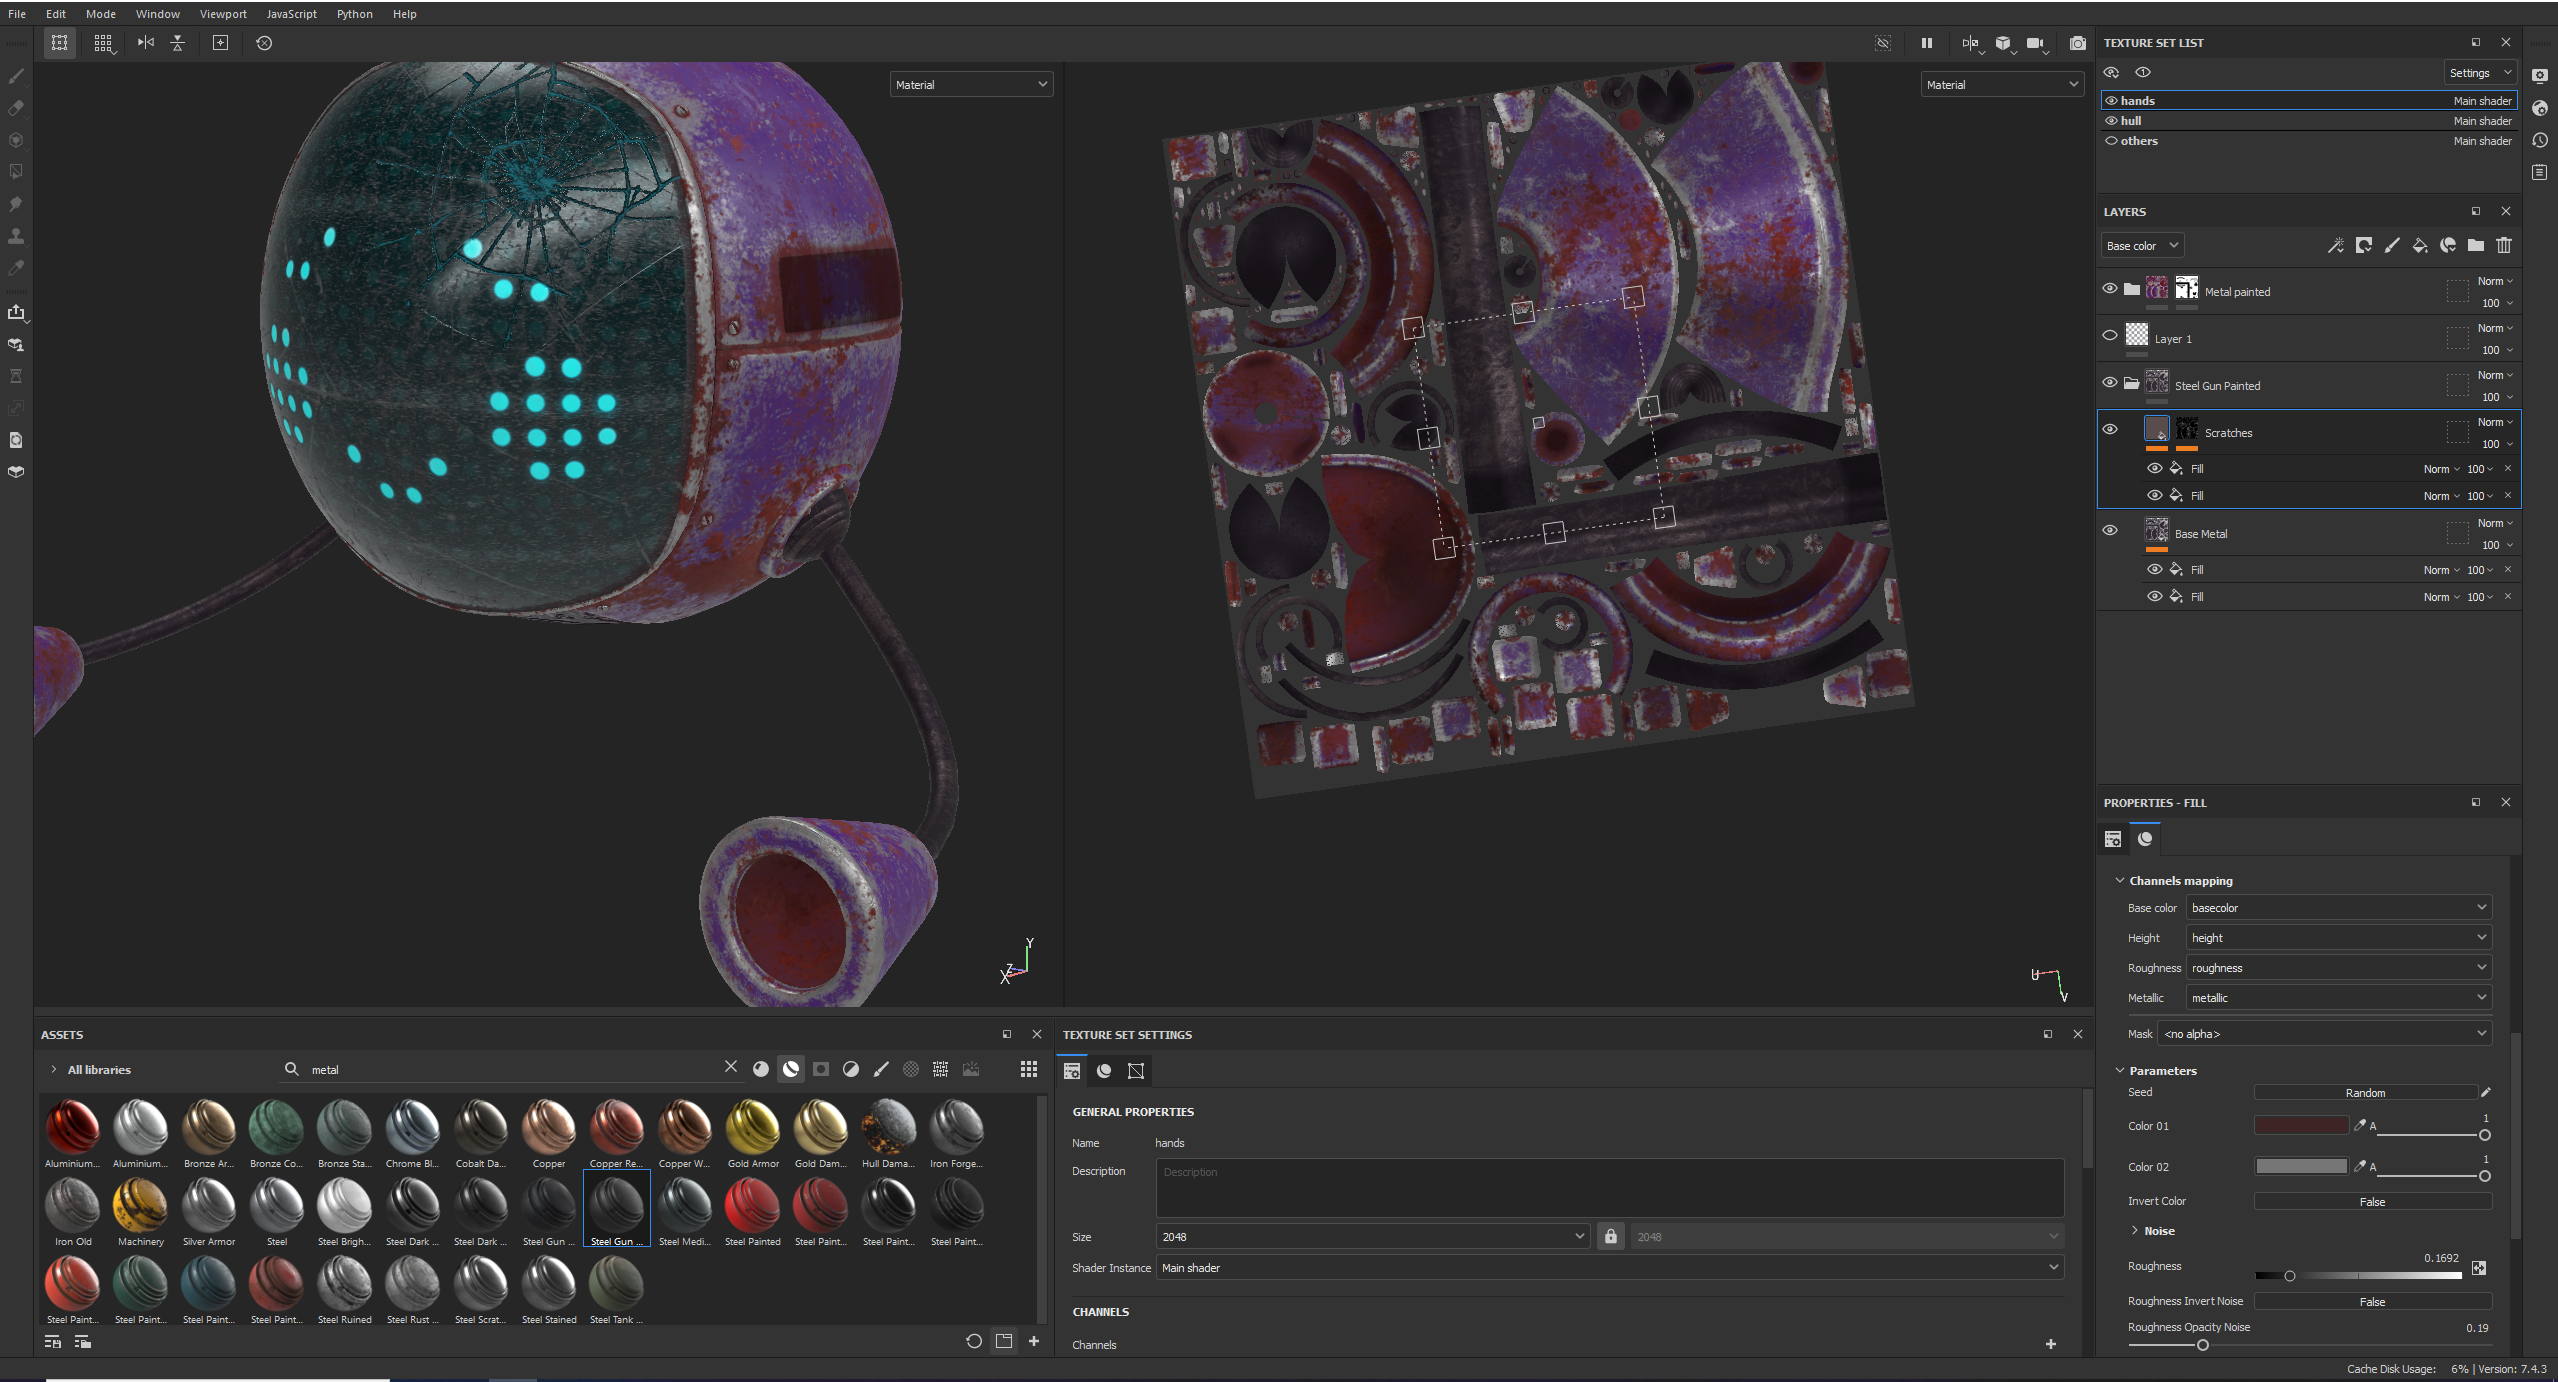 File Edit Mode Window Viewport JavaScript Python Help
Material
Material
Y
Z
X
U
V
TEXTURE SET LIST
Settings
hands Main shader
hull Main shader
others Main shader
LAYERS
Base color
Metal painted Norm
100
Layer 1 Norm
100
Steel Gun Painted Norm
100
Scratches Norm
100
Fill Norm 100
Fill Norm 100
Base Metal Norm
100
Fill Norm 100
Fill Norm 100
PROPERTIES - FILL
Channels mapping
Base color basecolor
Height height
Roughness roughness
Metallic metallic
Mask <no alpha>
Parameters
Seed Random
Color 01 A 1
Color 02 A 1
Invert Color False
Noise
Roughness 0.1692
Roughness Invert Noise False
Roughness Opacity Noise 0.19
ASSETS
All libraries metal
Aluminium... Aluminium... Bronze Ar... Bronze Co... Bronze Sta... Chrome Bl... Cobalt Da... Copper Copper Re... Copper W... Gold Armor Gold Dam... Hull Dama... Iron Forge...
Iron Old Machinery Silver Armor Steel Steel Brigh... Steel Dark ... Steel Dark ... Steel Gun ... Steel Gun ... Steel Medi... Steel Painted Steel Paint... Steel Paint... Steel Paint...
Steel Paint... Steel Paint... Steel Paint... Steel Paint... Steel Ruined Steel Rust ... Steel Scrat... Steel Stained Steel Tank ...
TEXTURE SET SETTINGS
GENERAL PROPERTIES
Name hands
Description Description
Size 2048 2048
Shader Instance Main shader
CHANNELS
Channels
Cache Disk Usage: 6% | Version: 7.4.3